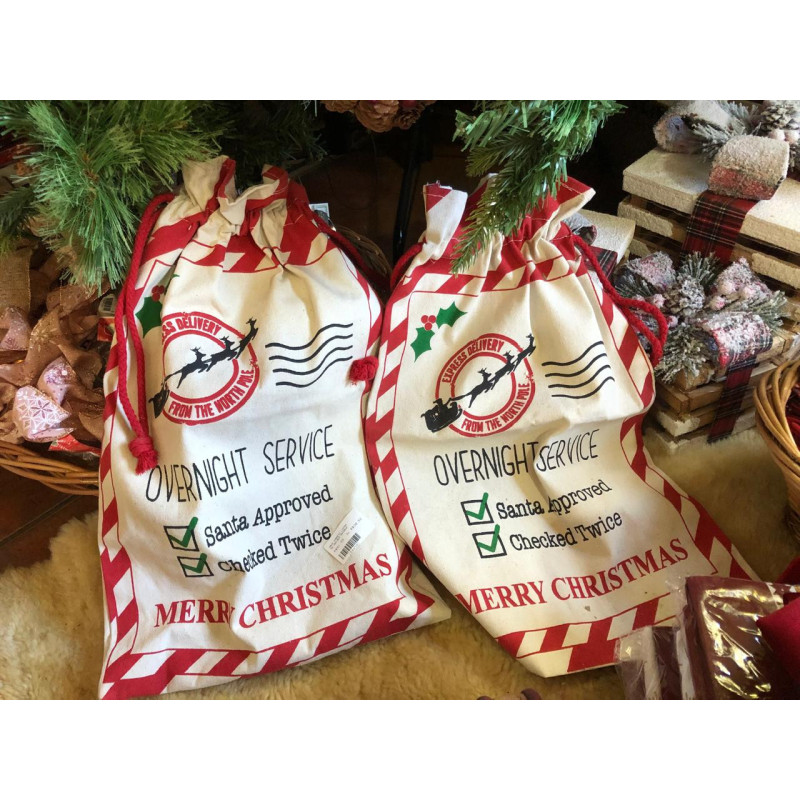 EXPRESS DELIVERY
FROM THE NORTH POLE
OVERNIGHT SERVICE
Santa Approved
Checked Twice
MERRY CHRISTMAS
EXPRESS DELIVERY
FROM THE NORTH POLE
OVERNIGHT SERVICE
Santa Approved
Checked Twice
MERRY CHRISTMAS